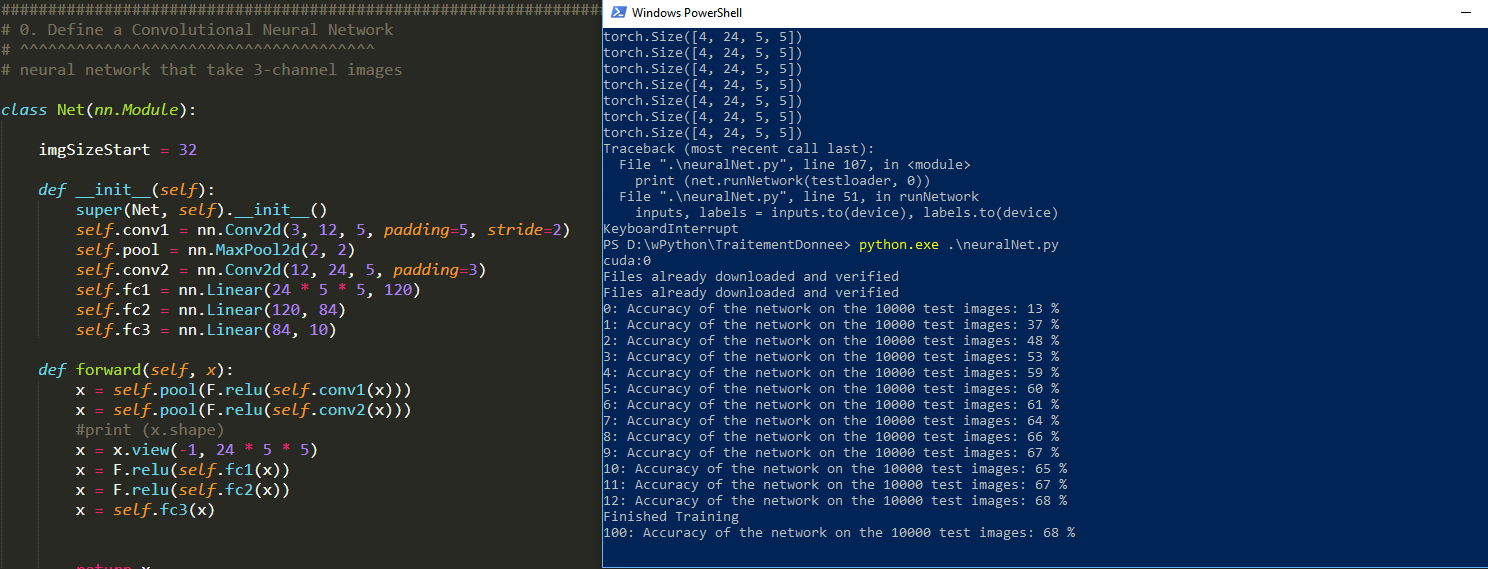 ################################################################
# 0. Define a Convolutional Neural Network
# ^^^^^^^^^^^^^^^^^^^^^^^^^^^^^^^^^^^^^^
# neural network that take 3-channel images
class Net(nn.Module):
imgSizeStart = 32
def __init__(self):
super(Net, self).__init__()
self.conv1 = nn.Conv2d(3, 12, 5, padding=5, stride=2)
self.pool = nn.MaxPool2d(2, 2)
self.conv2 = nn.Conv2d(12, 24, 5, padding=3)
self.fc1 = nn.Linear(24 * 5 * 5, 120)
self.fc2 = nn.Linear(120, 84)
self.fc3 = nn.Linear(84, 10)
def forward(self, x):
x = self.pool(F.relu(self.conv1(x)))
x = self.pool(F.relu(self.conv2(x)))
#print (x.shape)
x = x.view(-1, 24 * 5 * 5)
x = F.relu(self.fc1(x))
x = F.relu(self.fc2(x))
x = self.fc3(x)
return x
Windows PowerShell
torch.Size([4, 24, 5, 5])
torch.Size([4, 24, 5, 5])
torch.Size([4, 24, 5, 5])
torch.Size([4, 24, 5, 5])
torch.Size([4, 24, 5, 5])
torch.Size([4, 24, 5, 5])
torch.Size([4, 24, 5, 5])
Traceback (most recent call last):
File ".\neuralNet.py", line 107, in <module>
print (net.runNetwork(testloader, 0))
File ".\neuralNet.py", line 51, in runNetwork
inputs, labels = inputs.to(device), labels.to(device)
KeyboardInterrupt
PS D:\wPython\TraitementDonnee> python.exe .\neuralNet.py
cuda:0
Files already downloaded and verified
Files already downloaded and verified
0: Accuracy of the network on the 10000 test images: 13 %
1: Accuracy of the network on the 10000 test images: 37 %
2: Accuracy of the network on the 10000 test images: 48 %
3: Accuracy of the network on the 10000 test images: 53 %
4: Accuracy of the network on the 10000 test images: 59 %
5: Accuracy of the network on the 10000 test images: 60 %
6: Accuracy of the network on the 10000 test images: 61 %
7: Accuracy of the network on the 10000 test images: 64 %
8: Accuracy of the network on the 10000 test images: 66 %
9: Accuracy of the network on the 10000 test images: 67 %
10: Accuracy of the network on the 10000 test images: 65 %
11: Accuracy of the network on the 10000 test images: 67 %
12: Accuracy of the network on the 10000 test images: 68 %
Finished Training
100: Accuracy of the network on the 10000 test images: 68 %